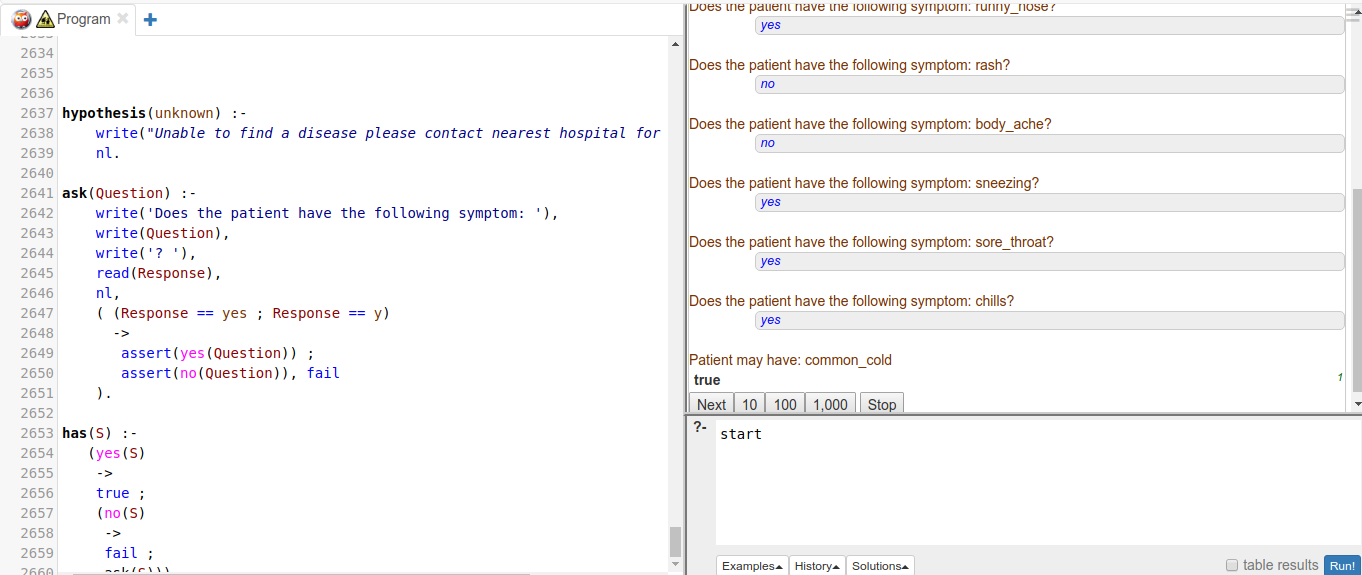 Program
2633
2634
2635
2636
2637 hypothesis(unknown) :-
2638 write("Unable to find a disease please contact nearest hospital for
2639 nl.
2640
2641 ask(Question) :-
2642 write('Does the patient have the following symptom: '),
2643 write(Question),
2644 write('? '),
2645 read(Response),
2646 nl,
2647 ( (Response == yes ; Response == y)
2648 ->
2649 assert(yes(Question)) ;
2650 assert(no(Question)), fail
2651 ).
2652
2653 has(S) :-
2654 (yes(S)
2655 ->
2656 true ;
2657 (no(S)
2658 ->
2659 fail ;
2660 ask(S))).
Does the patient have the following symptom: runny_nose?
yes
Does the patient have the following symptom: rash?
no
Does the patient have the following symptom: body_ache?
no
Does the patient have the following symptom: sneezing?
yes
Does the patient have the following symptom: sore_throat?
yes
Does the patient have the following symptom: chills?
yes
Patient may have: common_cold
true 1
Next 10 100 1,000 Stop
?- start
Examples History Solutions table results Run!